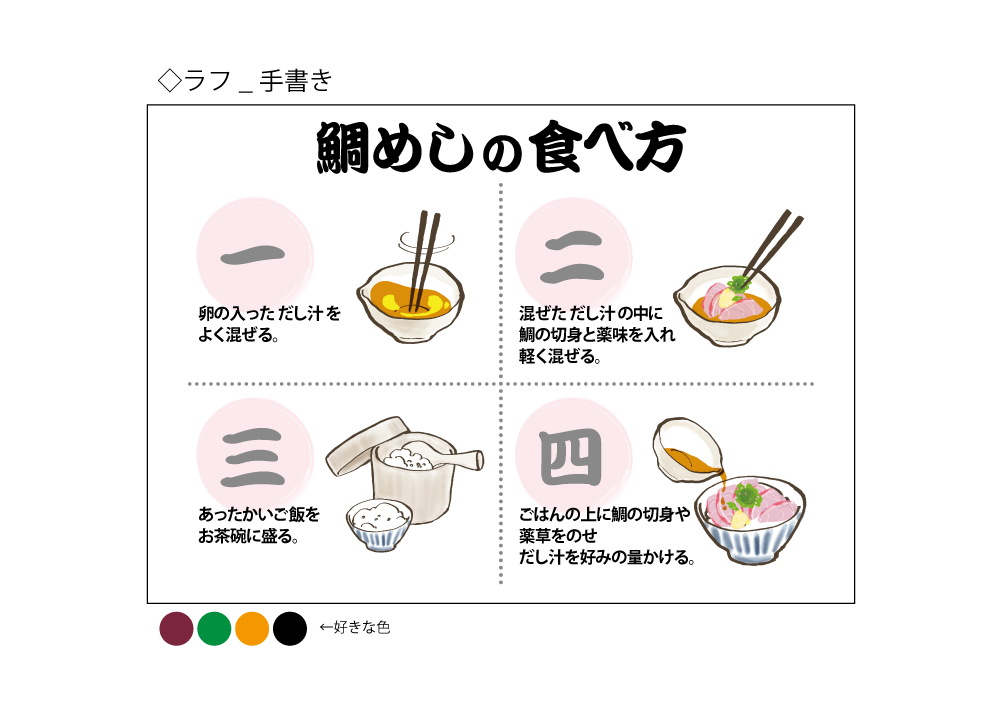 ◇ラフ _ 手書き
鯛めしの食べ方
一
卵の入っただし汁を
よく混ぜる。
二
混ぜただし汁の中に
鯛の切身と薬味を入れ
軽く混ぜる。
三
あったかいご飯を
お茶碗に盛る。
四
ごはんの上に鯛の切身や
薬草をのせ
だし汁を好みの量かける。
←好きな色